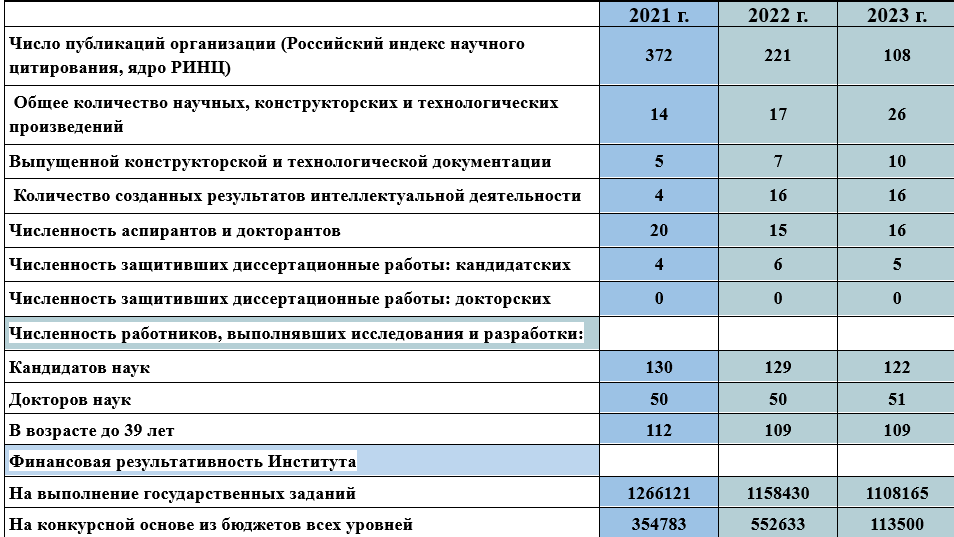 2021 г. 2022 г. 2023 г.
Число публикаций организации (Российский индекс научного
цитирования, ядро РИНЦ) 372 221 108
Общее количество научных, конструкторских и технологических
произведений 14 17 26
Выпущенной конструкторской и технологической документации 5 7 10
Количество созданных результатов интеллектуальной деятельности 4 16 16
Численность аспирантов и докторантов 20 15 16
Численность защитивших диссертационные работы: кандидатских 4 6 5
Численность защитивших диссертационные работы: докторских 0 0 0
Численность работников, выполнявших исследования и разработки:
Кандидатов наук 130 129 122
Докторов наук 50 50 51
В возрасте до 39 лет 112 109 109
Финансовая результативность Института
На выполнение государственных заданий 1266121 1158430 1108165
На конкурсной основе из бюджетов всех уровней 354783 552633 113500